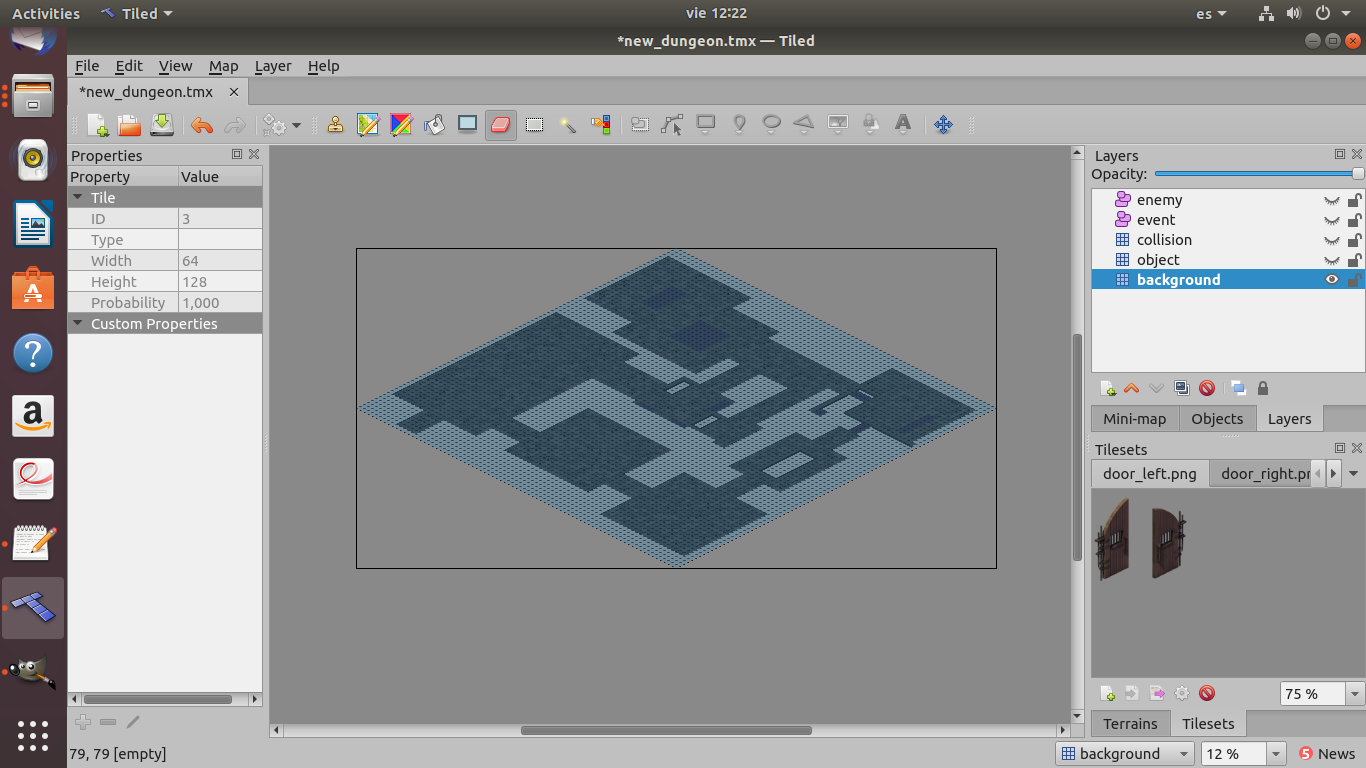 Activities Tiled vie 12:22 es
*new_dungeon.tmx — Tiled
File Edit View Map Layer Help
*new_dungeon.tmx
Properties
Property Value
Tile
ID 3
Type
Width 64
Height 128
Probability 1,000
Custom Properties
Layers
Opacity:
enemy
event
collision
object
background
Mini-map Objects Layers
Tilesets
door_left.png door_right.pn
75 %
Terrains Tilesets
79, 79 [empty]
background 12 % 5 News